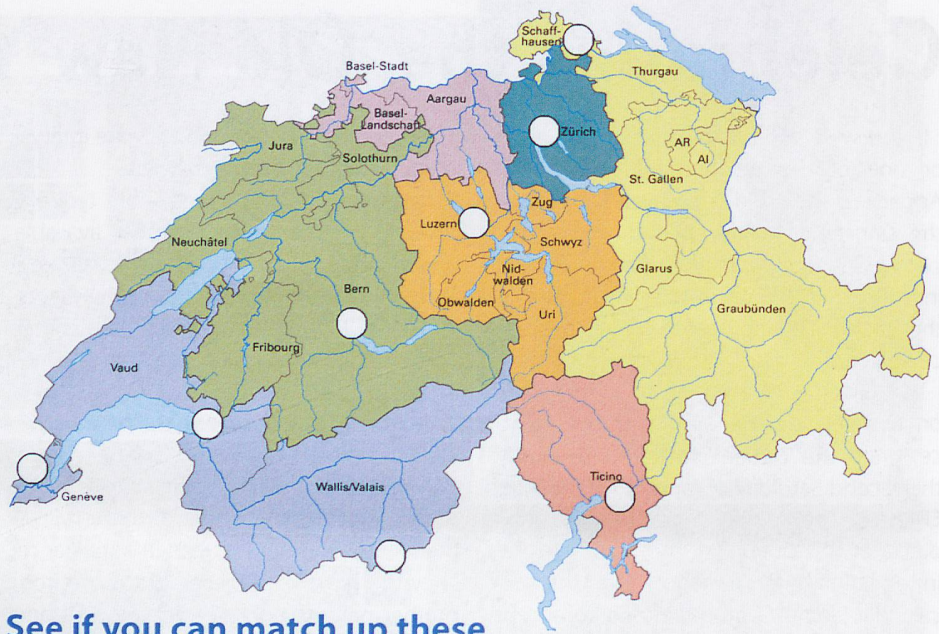 Schaff-
hausen
Basel-Stadt
Thurgau
Aargau
Basel-
Landschaft
Zürich
Jura
AR
Solothurn
AI
St. Gallen
Zug
Luzern
Schwyz
Neuchâtel
Nid-
walden
Glarus
Bern
Obwalden
Uri
Graubünden
Fribourg
Vaud
Ticino
Wallis/Valais
Genève
See if you can match up these